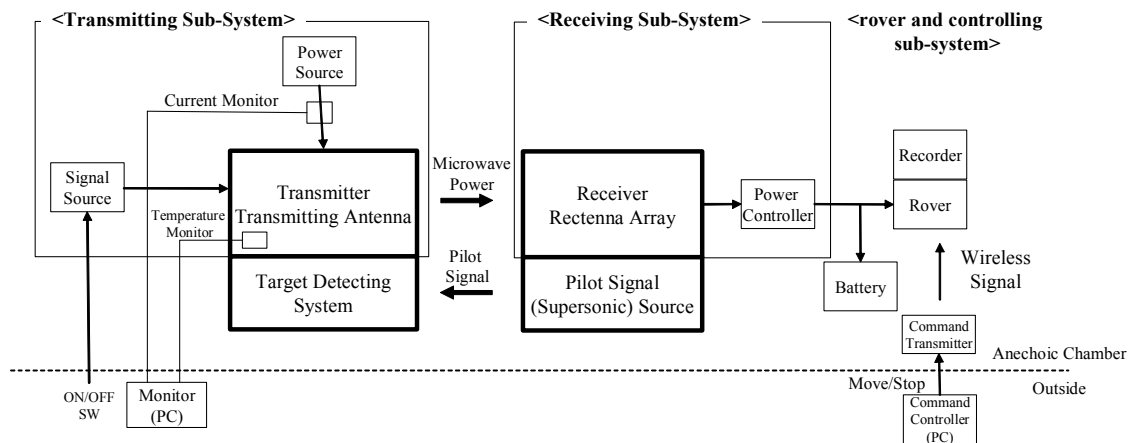 <Transmitting Sub-System>
<Receiving Sub-System>
<rover and controlling
sub-system>
Power
Source
Current Monitor
Signal
Source
Transmitter
Transmitting Antenna
Temperature
Monitor
Target Detecting
System
Microwave
Power
Pilot
Signal
Receiver
Rectenna Array
Pilot Signal
(Supersonic) Source
Power
Controller
Battery
Recorder
Rover
Wireless
Signal
Command
Transmitter
Anechoic Chamber
Outside
Move/Stop
Command
Controller
(PC)
ON/OFF
SW
Monitor
(PC)